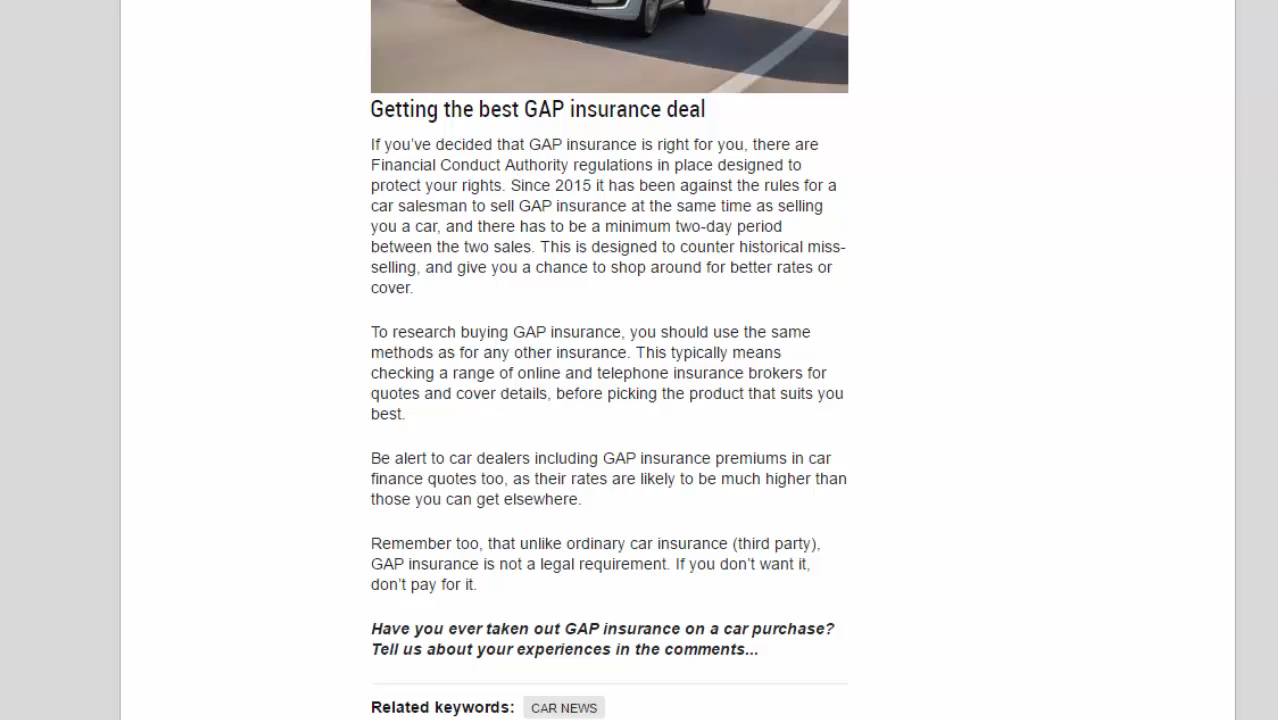 Getting the best GAP insurance deal
If you’ve decided that GAP insurance is right for you, there are
Financial Conduct Authority regulations in place designed to
protect your rights. Since 2015 it has been against the rules for a
car salesman to sell GAP insurance at the same time as selling
you a car, and there has to be a minimum two-day period
between the two sales. This is designed to counter historical miss-
selling, and give you a chance to shop around for better rates or
cover.
To research buying GAP insurance, you should use the same
methods as for any other insurance. This typically means
checking a range of online and telephone insurance brokers for
quotes and cover details, before picking the product that suits you
best.
Be alert to car dealers including GAP insurance premiums in car
finance quotes too, as their rates are likely to be much higher than
those you can get elsewhere.
Remember too, that unlike ordinary car insurance (third party),
GAP insurance is not a legal requirement. If you don’t want it,
don’t pay for it.
Have you ever taken out GAP insurance on a car purchase?
Tell us about your experiences in the comments...
Related keywords: CAR NEWS